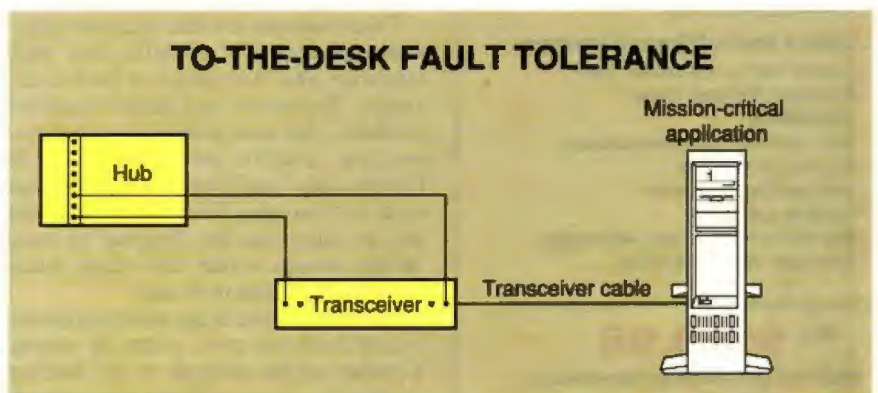 TO-THE-DESK FAULT TOLERANCE
Mission-critical
application
Hub
Transceiver
Transceiver cable